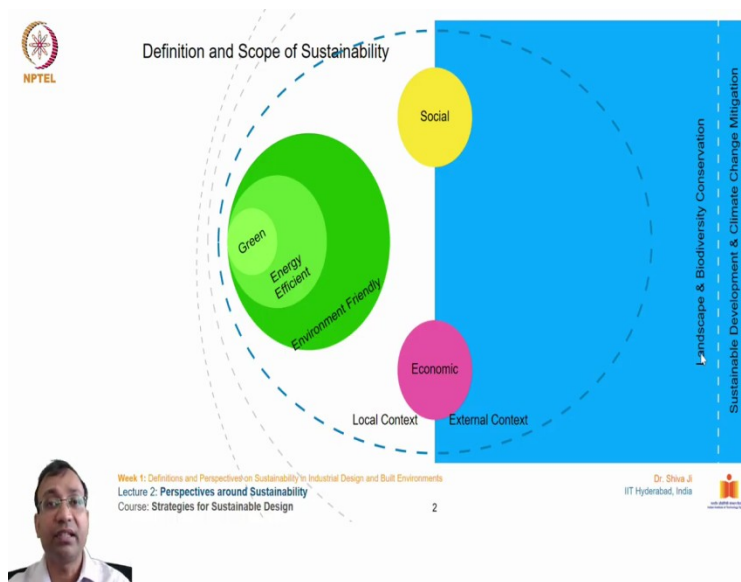 NPTEL
Definition and Scope of Sustainability
Social
Green
Energy
Efficient
Environment Friendly
Economic
Local Context
External Context
Landscape & Biodiversity Conservation
Sustainable Development & Climate Change Mitigation
Week 1: Definitions and Perspectives on Sustainability in Industrial Design and Built Environments
Lecture 2: Perspectives around Sustainability
Course: Strategies for Sustainable Design
2
Dr. Shiva Ji
IIT Hyderabad, India